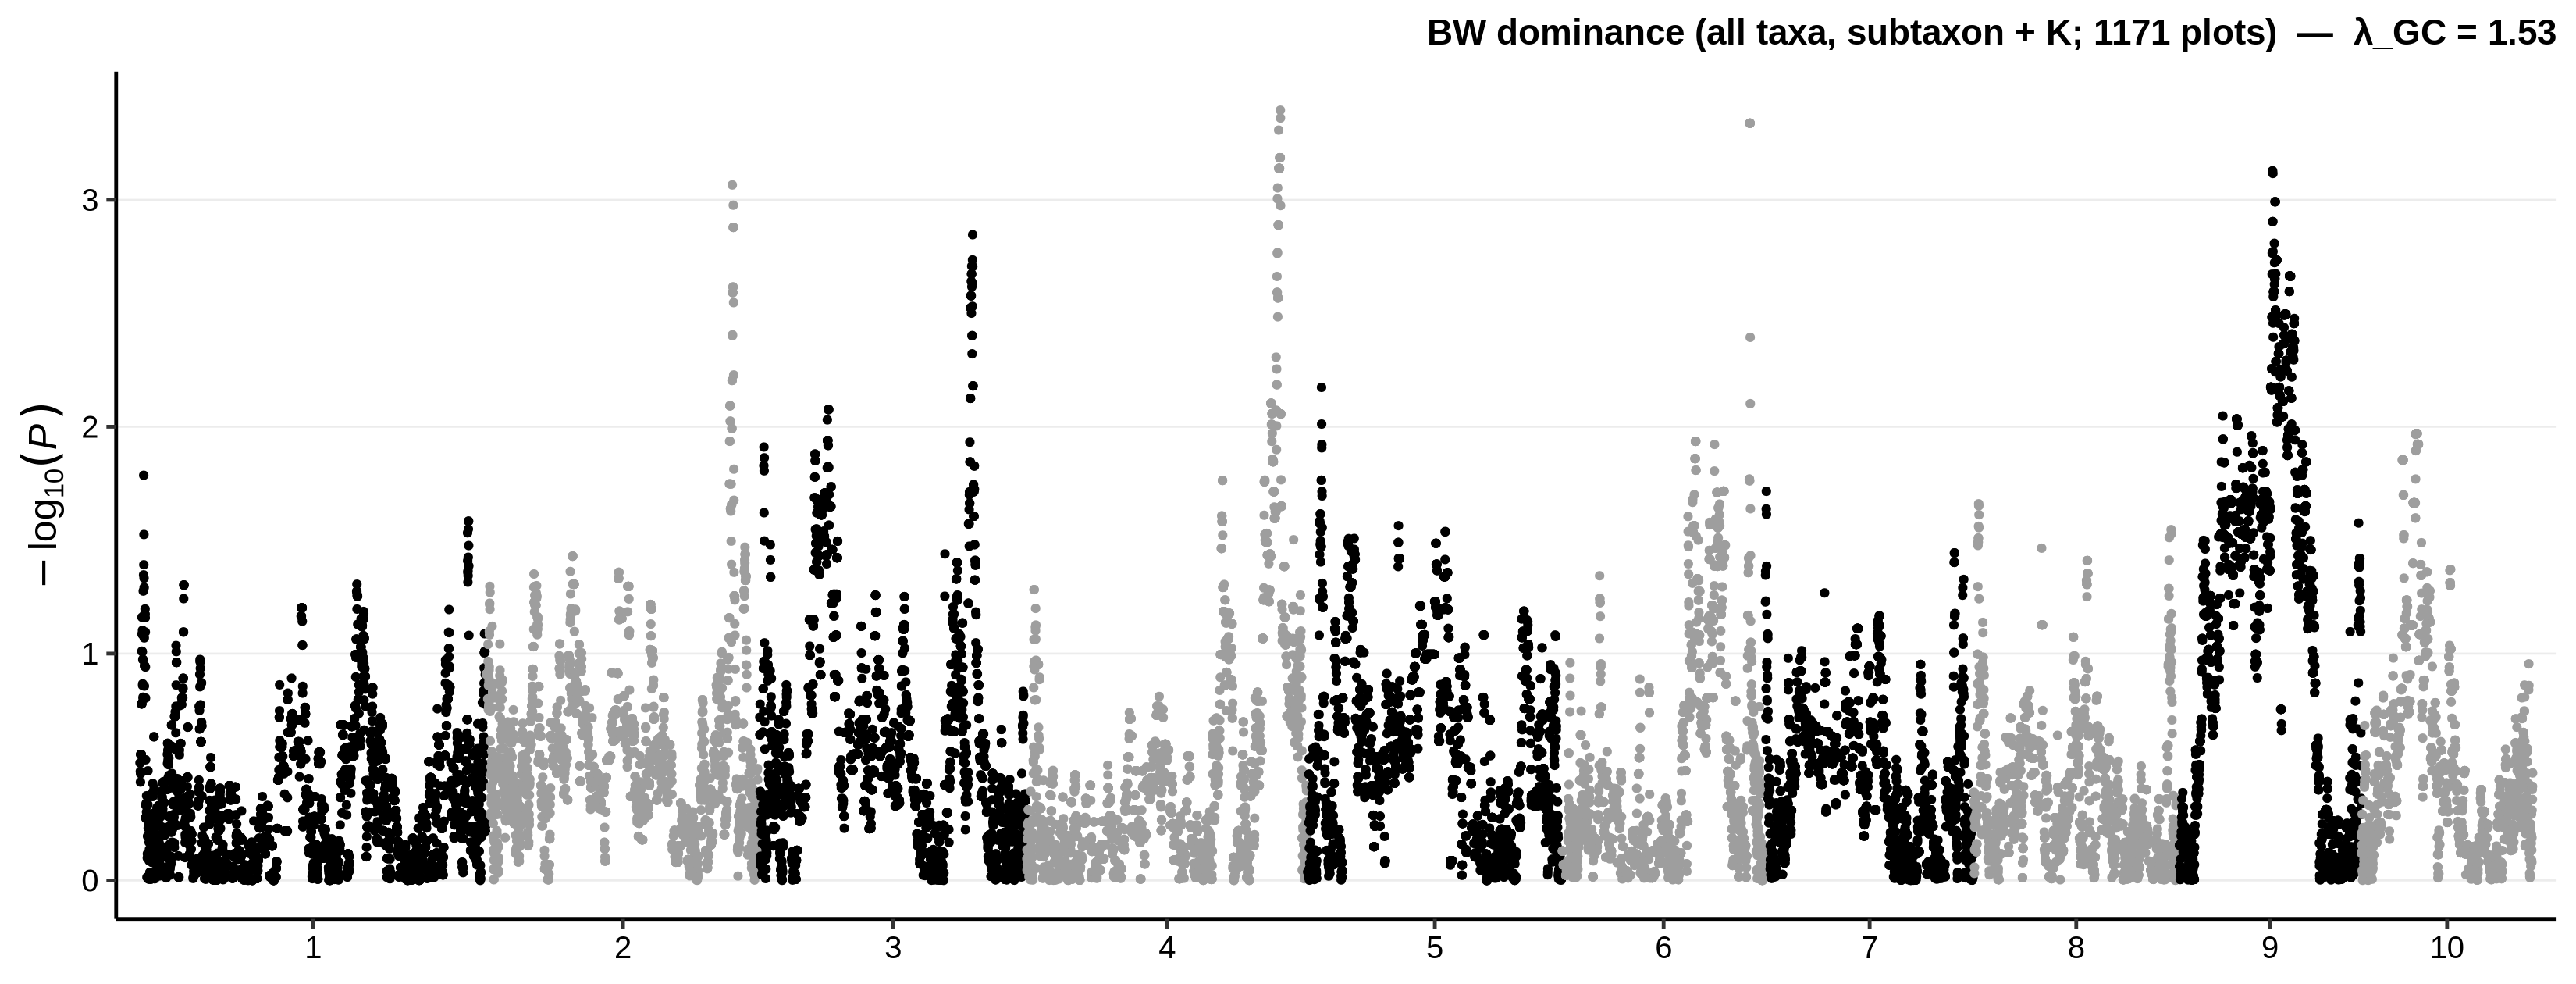 BW dominance (all taxa, subtaxon + K; 1171 plots) — λ_GC = 1.53
− log10(P)
3
2
1
0
1 2 3 4 5 6 7 8 9 10